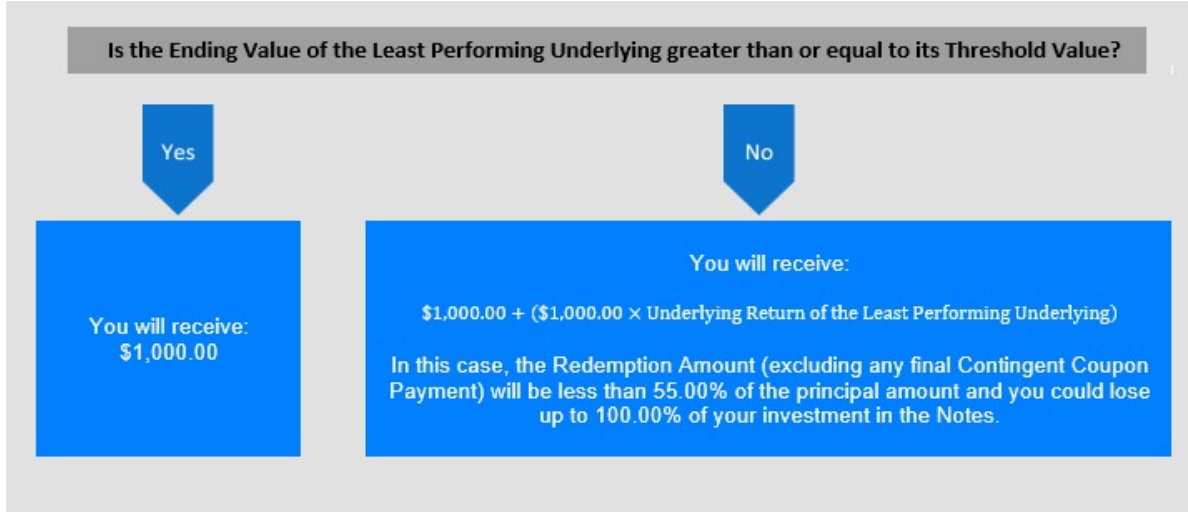 Is the Ending Value of the Least Performing Underlying greater than or equal to its Threshold Value?
Yes
No
You will receive:
$1,000.00
You will receive:
$1,000.00 + ($1,000.00 × Underlying Return of the Least Performing Underlying)
In this case, the Redemption Amount (excluding any final Contingent Coupon
Payment) will be less than 55.00% of the principal amount and you could lose
up to 100.00% of your investment in the Notes.